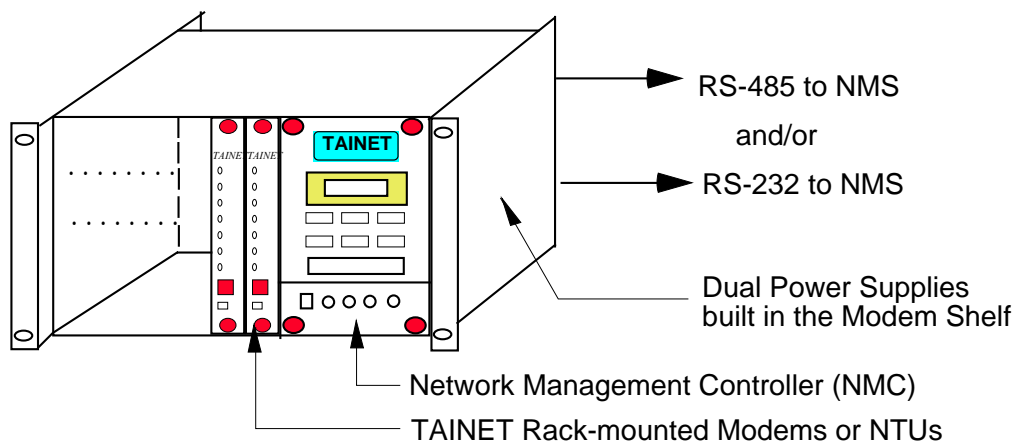 RS-485 to NMS
and/or
RS-232 to NMS
TAINET
TAINET TAINET
Dual Power Supplies
built in the Modem Shelf
Network Management Controller (NMC)
TAINET Rack-mounted Modems or NTUs